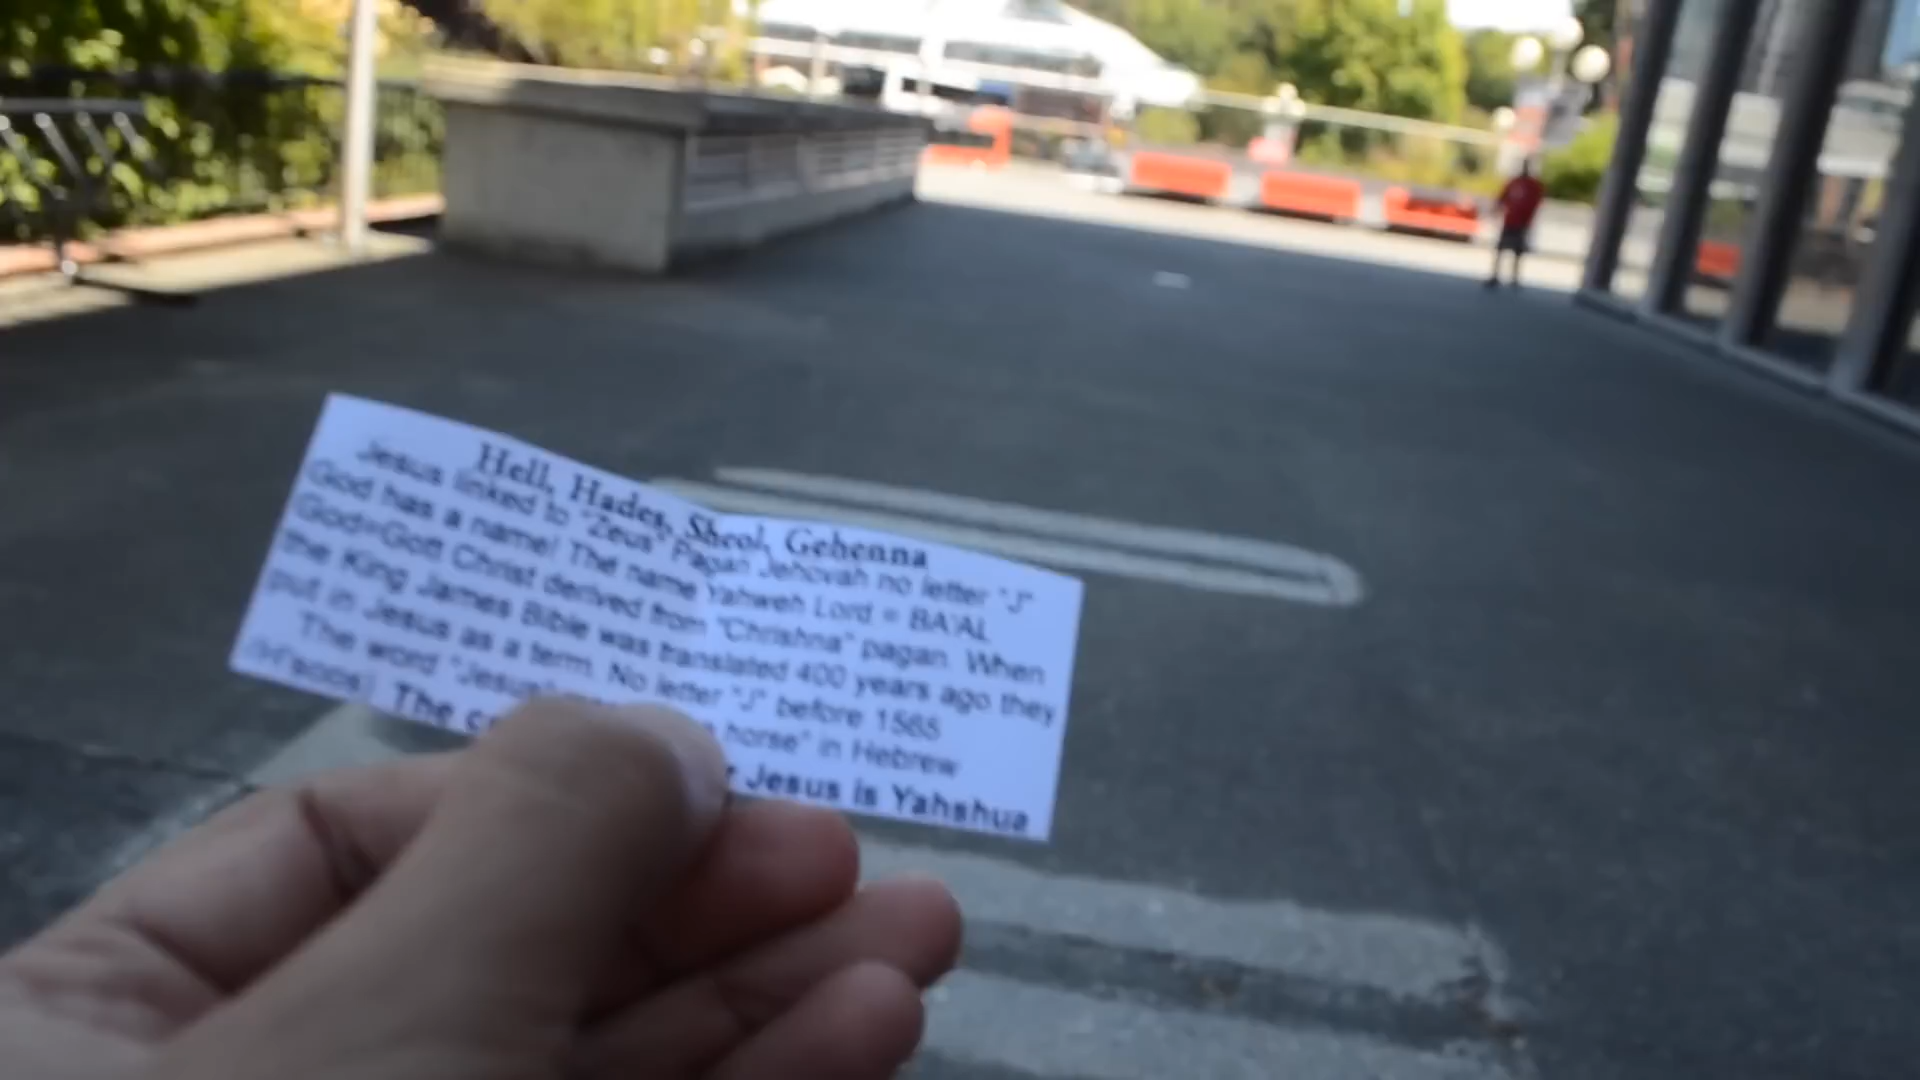 Hell, Hades, Sheol, Gehenna
Jesus linked to "Zeus" Pagan Jehovah no letter "J"
God has a name! The name Yahweh Lord = BA'AL
God=Gott Christ derived from "Chrishna" pagan. When
the King James Bible was translated 400 years ago they
put in Jesus as a term. No letter "J" before 1565
The word "Jesus" horse" in Hebrew
The Jesus is Yahshua